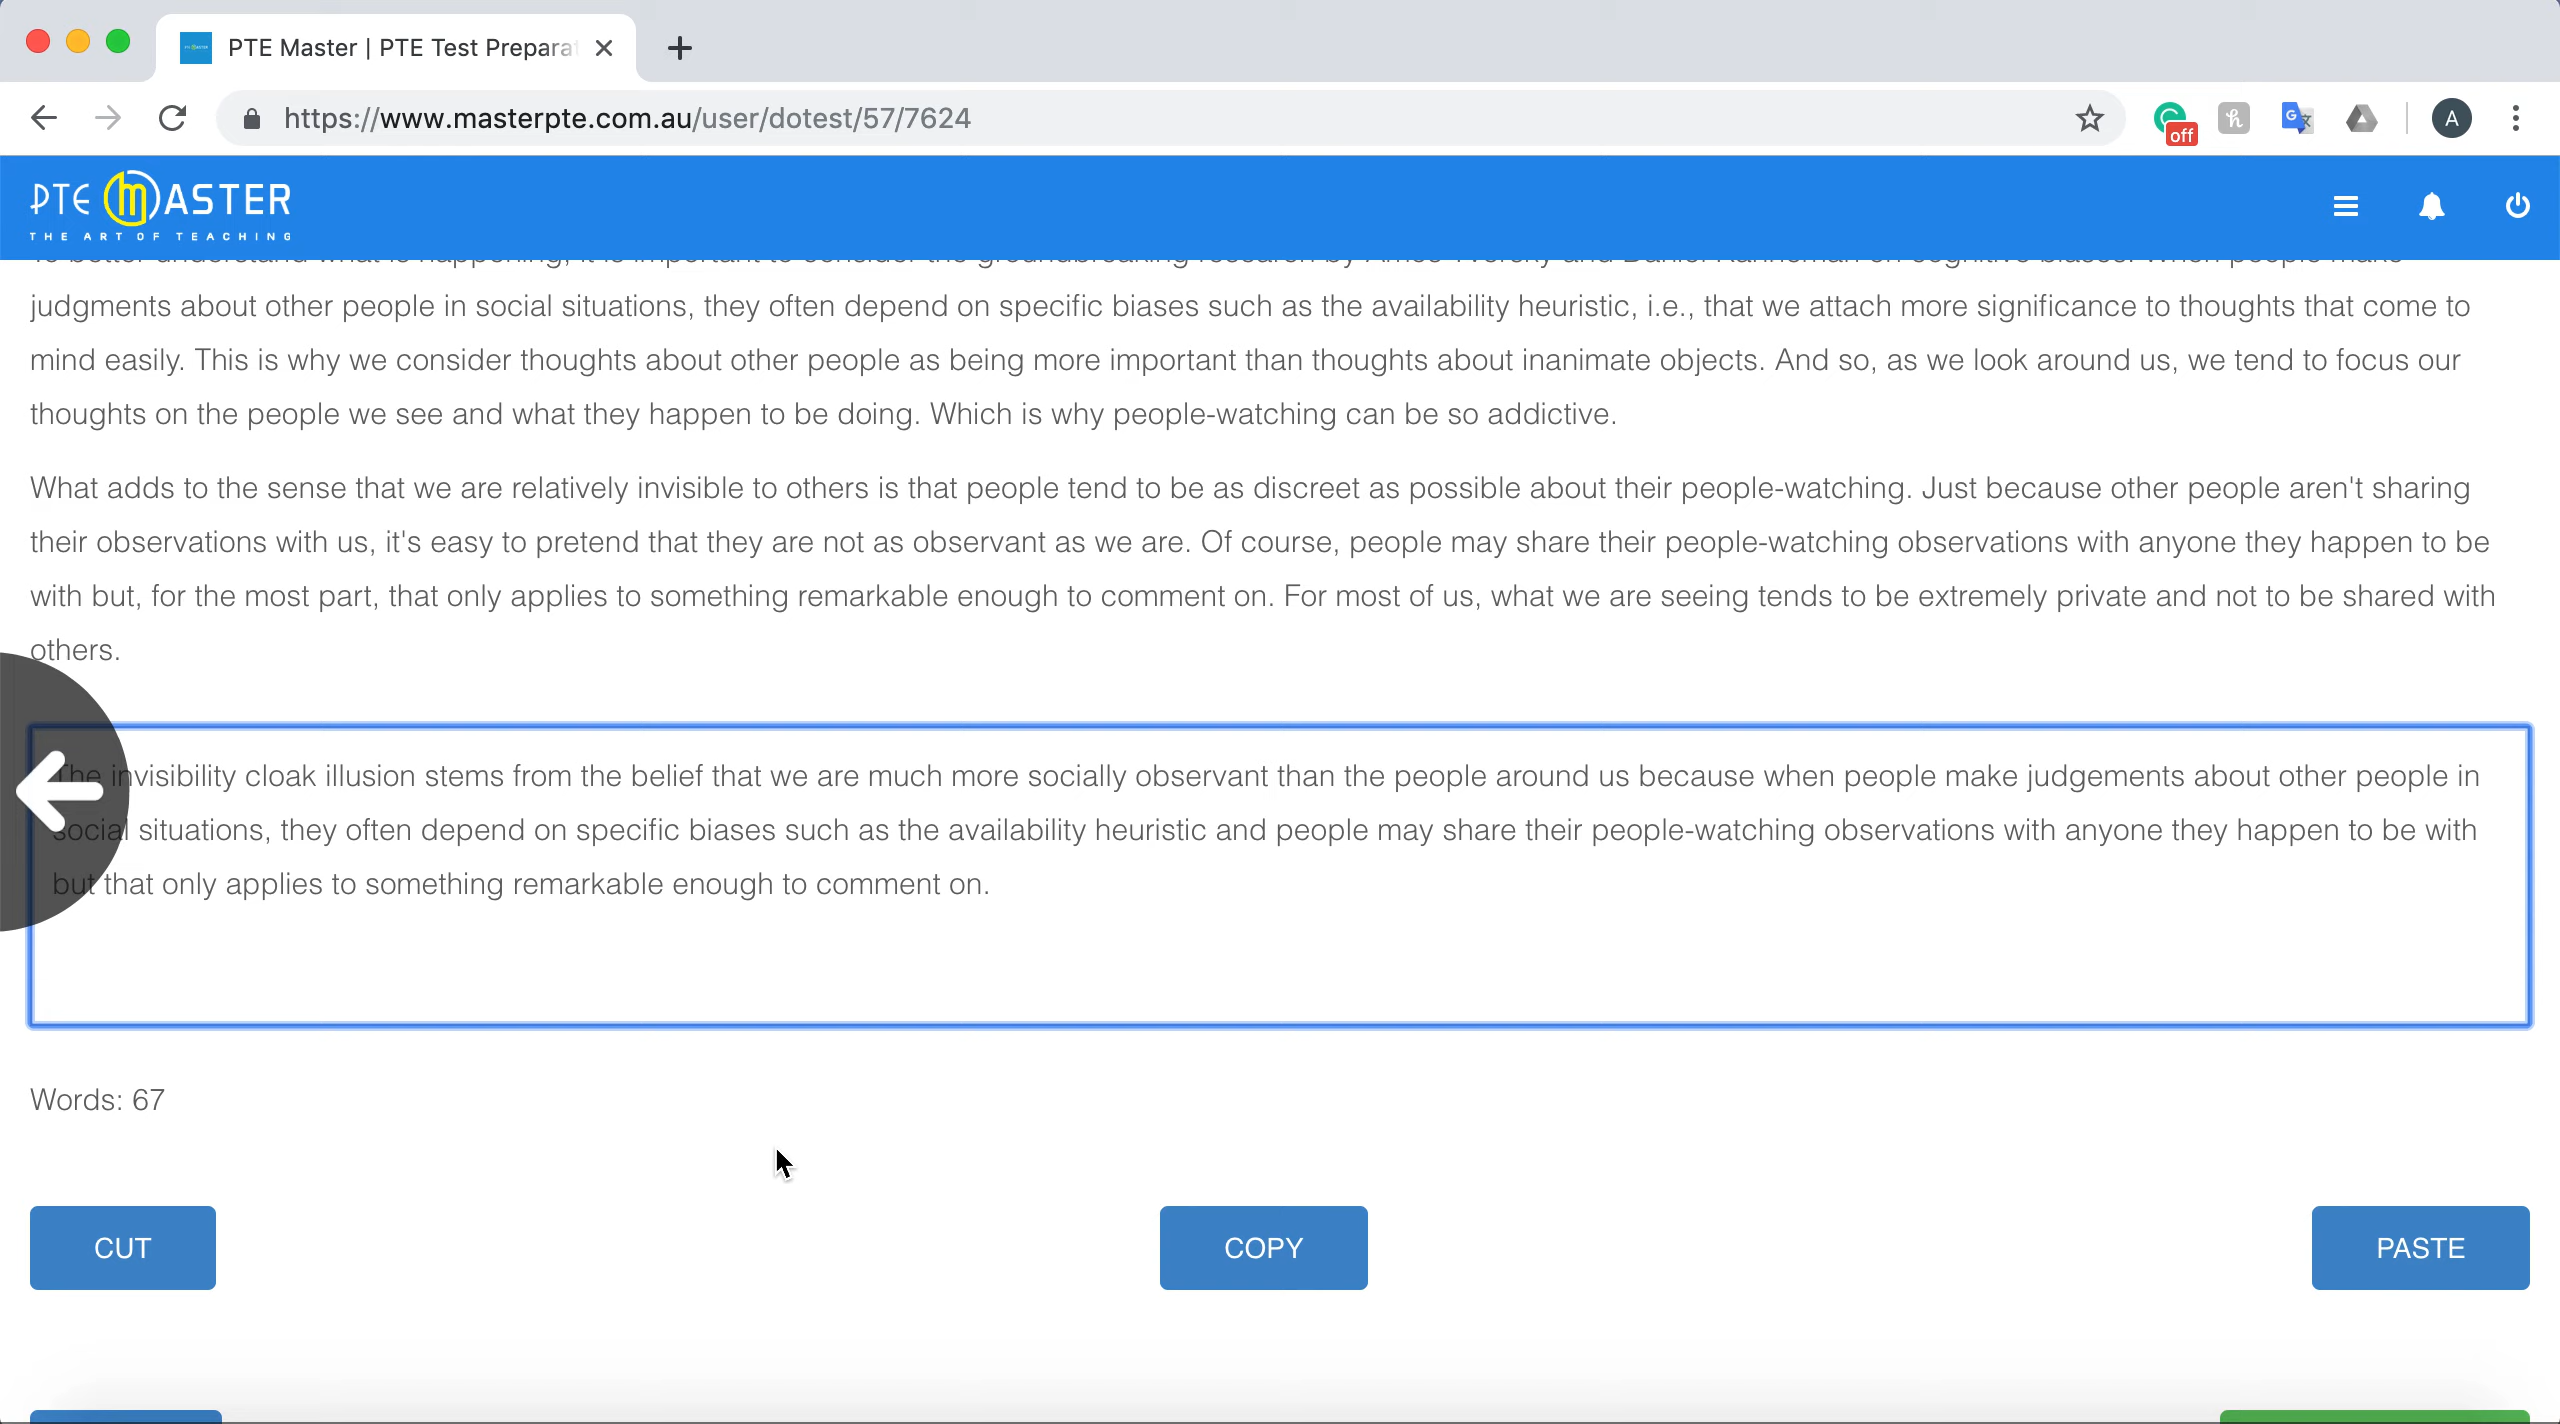 PTE Master | PTE Test Prepara
https://www.masterpte.com.au/user/dotest/57/7624
off
A
PTE MASTER
THE ART OF TEACHING
judgments about other people in social situations, they often depend on specific biases such as the availability heuristic, i.e., that we attach more significance to thoughts that come to
mind easily. This is why we consider thoughts about other people as being more important than thoughts about inanimate objects. And so, as we look around us, we tend to focus our
thoughts on the people we see and what they happen to be doing. Which is why people-watching can be so addictive.
What adds to the sense that we are relatively invisible to others is that people tend to be as discreet as possible about their people-watching. Just because other people aren't sharing
their observations with us, it's easy to pretend that they are not as observant as we are. Of course, people may share their people-watching observations with anyone they happen to be
with but, for the most part, that only applies to something remarkable enough to comment on. For most of us, what we are seeing tends to be extremely private and not to be shared with
others.
The invisibility cloak illusion stems from the belief that we are much more socially observant than the people around us because when people make judgements about other people in
social situations, they often depend on specific biases such as the availability heuristic and people may share their people-watching observations with anyone they happen to be with
but that only applies to something remarkable enough to comment on.
Words: 67
CUT
COPY
PASTE